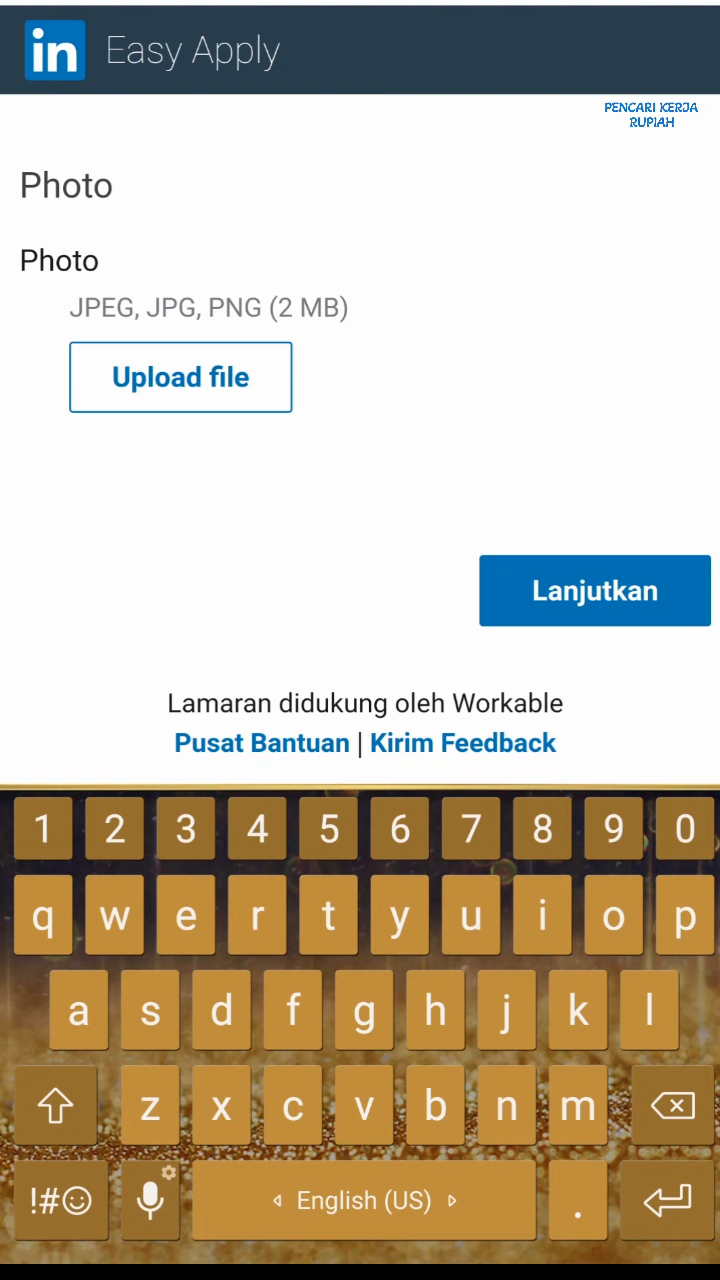 in Easy Apply
PENCARI KERJA
RUPIAH
Photo
Photo
JPEG, JPG, PNG (2 MB)
Upload file
Lanjutkan
Lamaran didukung oleh Workable
Pusat Bantuan | Kirim Feedback
1 2 3 4 5 6 7 8 9 0
q w e r t y u i o p
a s d f g h j k l
z x c v b n m
!#☺ English (US) .